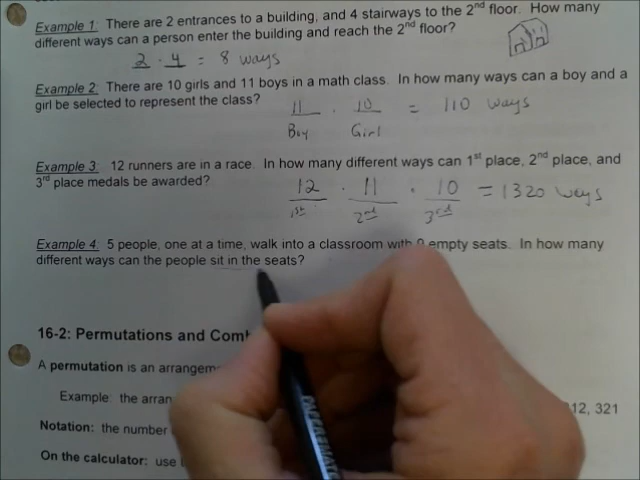 Example 1: There are 2 entrances to a building, and 4 stairways to the 2nd floor. How many
different ways can a person enter the building and reach the 2nd floor?
2 · 4 = 8 ways
Example 2: There are 10 girls and 11 boys in a math class. In how many ways can a boy and a
girl be selected to represent the class?
11 · 10 = 110 ways
Boy Girl
Example 3: 12 runners are in a race. In how many different ways can 1st place, 2nd place, and
3rd place medals be awarded?
12 · 11 · 10 = 1320 ways
1st 2nd 3rd
Example 4: 5 people, one at a time, walk into a classroom with empty seats. In how many
different ways can the people sit in the seats?
16-2: Permutations and
A permutation is an
Example: the 312, 321
Notation: the number
On the calculator: use